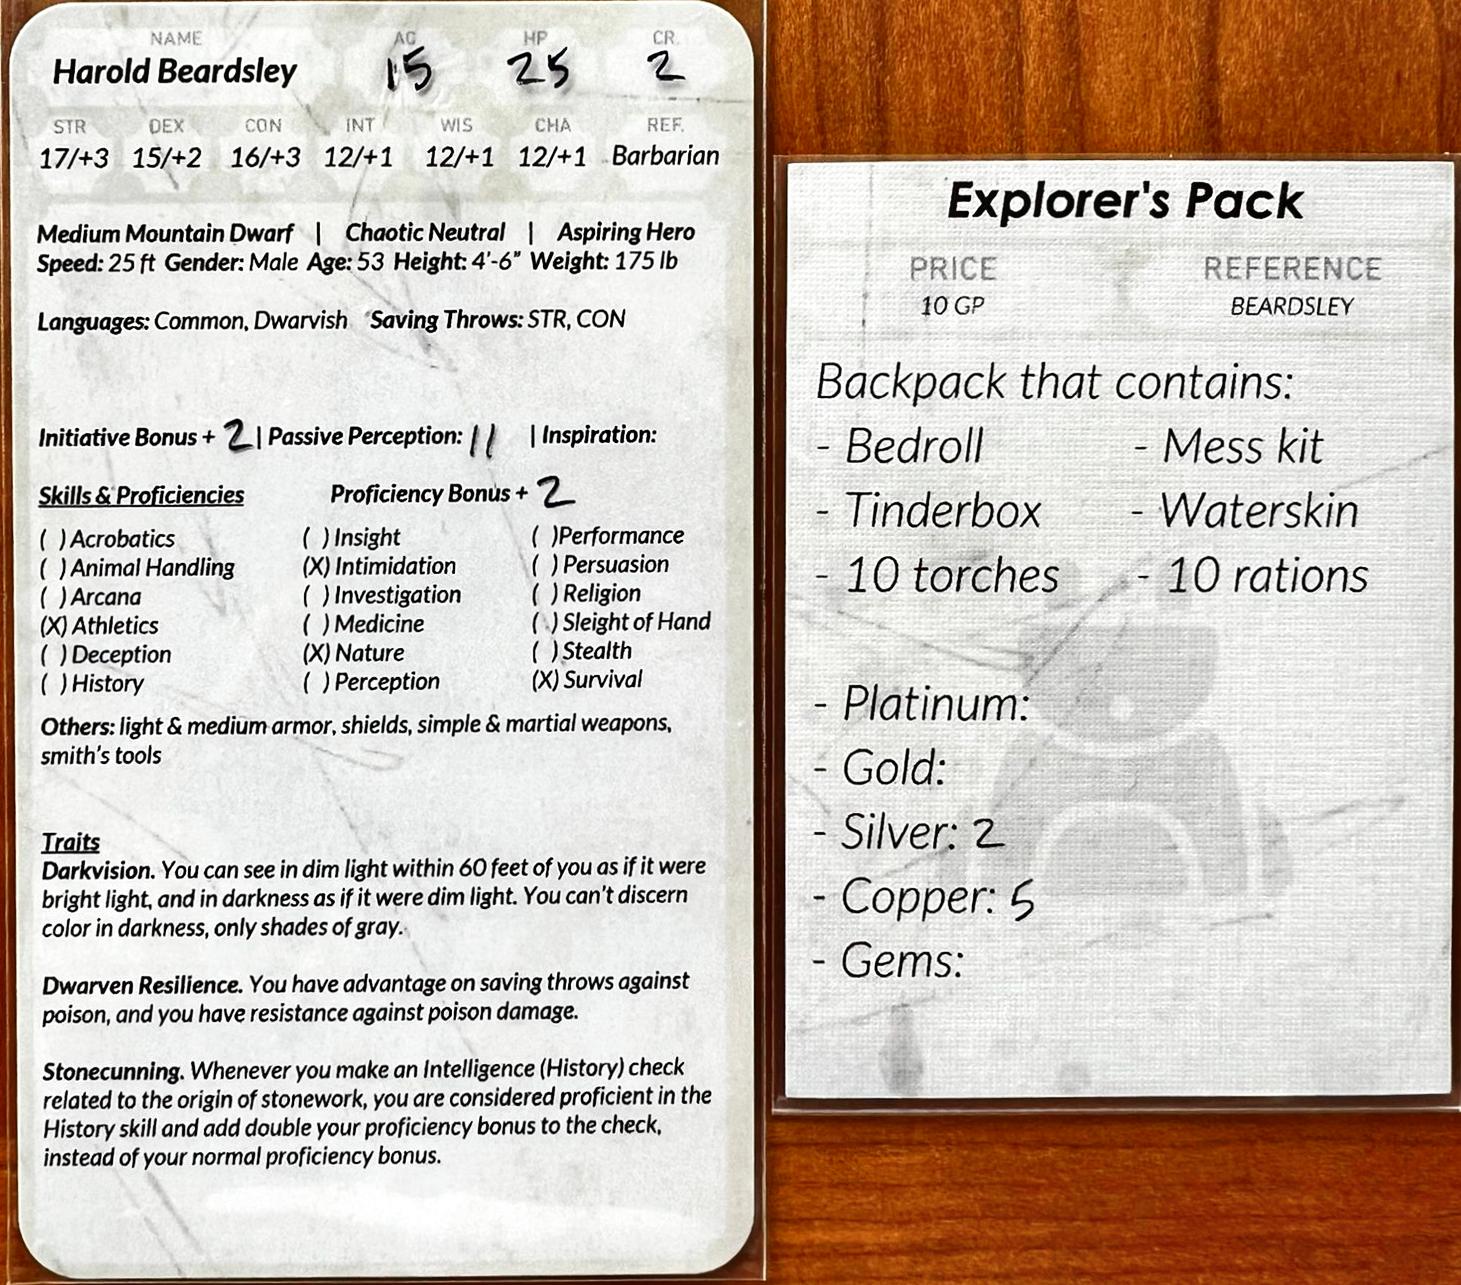 NAME AC HP CR.
Harold Beardsley 15 25 2
STR DEX CON INT WIS CHA REF.
17/+3 15/+2 16/+3 12/+1 12/+1 12/+1 Barbarian
Medium Mountain Dwarf | Chaotic Neutral | Aspiring Hero
Speed: 25 ft Gender: Male Age: 53 Height: 4'-6" Weight: 175 lb
Languages: Common, Dwarvish Saving Throws: STR, CON
Initiative Bonus + 2 | Passive Perception: 11 | Inspiration:
Skills & Proficiencies Proficiency Bonus + 2
( ) Acrobatics ( ) Insight ( )Performance
( ) Animal Handling (X) Intimidation ( ) Persuasion
( ) Arcana ( ) Investigation ( ) Religion
(X) Athletics ( ) Medicine ( ) Sleight of Hand
( ) Deception (X) Nature ( ) Stealth
( ) History ( ) Perception (X) Survival
Others: light & medium armor, shields, simple & martial weapons,
smith's tools
Traits
Darkvision. You can see in dim light within 60 feet of you as if it were
bright light, and in darkness as if it were dim light. You can't discern
color in darkness, only shades of gray.
Dwarven Resilience. You have advantage on saving throws against
poison, and you have resistance against poison damage.
Stonecunning. Whenever you make an Intelligence (History) check
related to the origin of stonework, you are considered proficient in the
History skill and add double your proficiency bonus to the check,
instead of your normal proficiency bonus.
Explorer's Pack
PRICE REFERENCE
10 GP BEARDSLEY
Backpack that contains:
- Bedroll - Mess kit
- Tinderbox - Waterskin
- 10 torches - 10 rations
- Platinum:
- Gold:
- Silver: 2
- Copper: 5
- Gems: